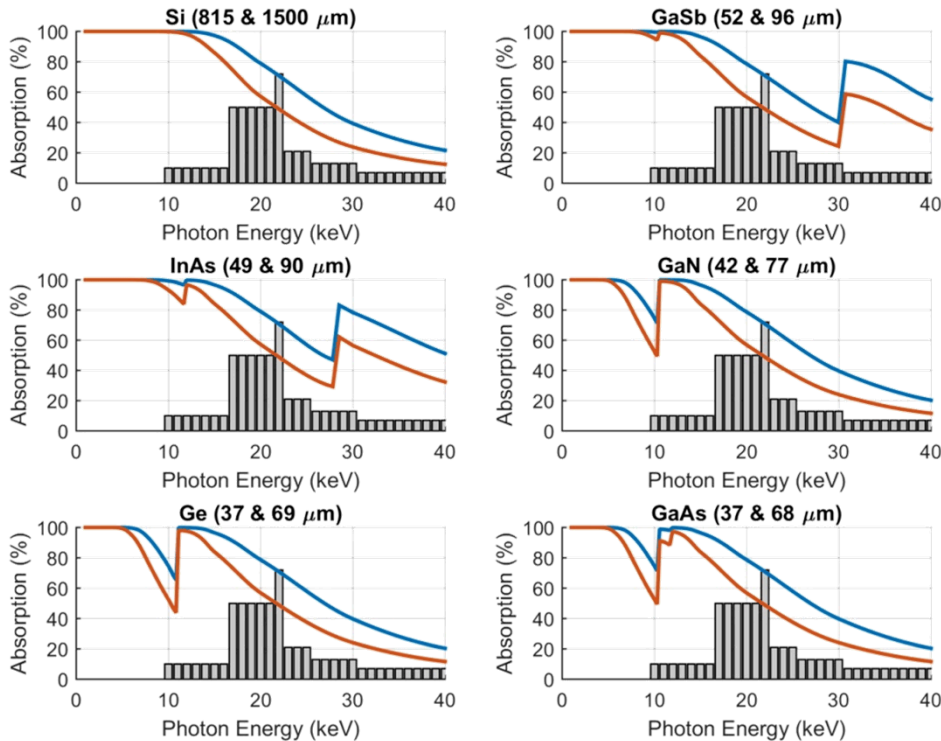 Si (815 & 1500 μm)
Absorption (%)
100
80
60
40
20
0
0 10 20 30 40
Photon Energy (keV)
GaSb (52 & 96 μm)
Absorption (%)
100
80
60
40
20
0
0 10 20 30 40
Photon Energy (keV)
InAs (49 & 90 μm)
Absorption (%)
100
80
60
40
20
0
0 10 20 30 40
Photon Energy (keV)
GaN (42 & 77 μm)
Absorption (%)
100
80
60
40
20
0
0 10 20 30 40
Photon Energy (keV)
Ge (37 & 69 μm)
Absorption (%)
100
80
60
40
20
0
0 10 20 30 40
Photon Energy (keV)
GaAs (37 & 68 μm)
Absorption (%)
100
80
60
40
20
0
0 10 20 30 40
Photon Energy (keV)